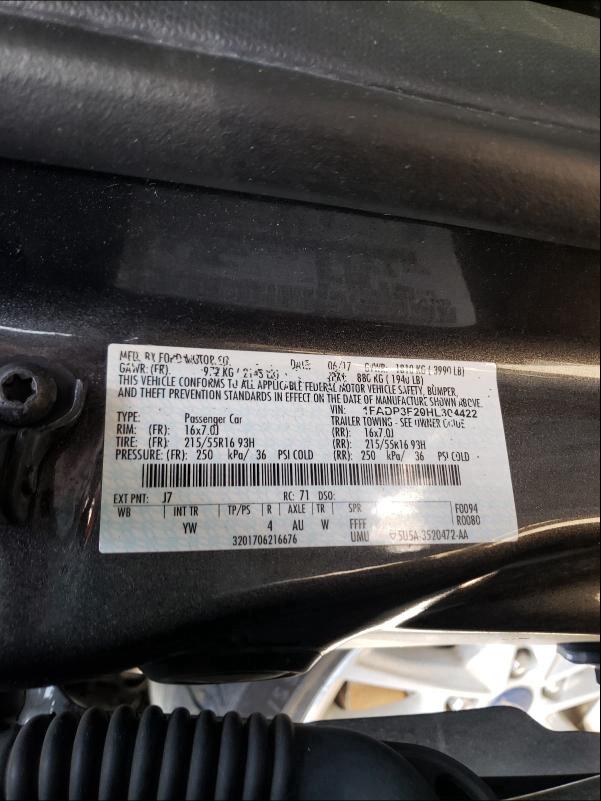 MFD. BY FORD MOTOR CO. DATE: 06/17 GVWR: 1810 KG ( 3990 LB)
GAWR: (FR): KG / RR: 880 KG ( 1940 LB)
THIS VEHICLE CONFORMS TO ALL APPLICABLE FEDERAL MOTOR VEHICLE SAFETY, BUMPER,
AND THEFT PREVENTION STANDARDS IN EFFECT ON THE DATE OF MANUFACTURE SHOWN ABOVE.
VIN: 1FADP3F29HL304422
TYPE: Passenger Car TRAILER TOWING - SEE OWNER GUIDE
RIM: (FR): 16x7.0J (RR): 16x7.0J
TIRE: (FR): 215/55R16 93H (RR): 215/55R16 93H
PRESSURE: (FR): 250 kPa/ 36 PSI COLD (RR): 250 kPa/ 36 PSI COLD
EXT PNT: J7 RC: 71 DSO:
WB INT TR TP/PS R AXLE TR SPR F0094
YW 4 AU W FFFF R0080
3201706216676 UMU 5U5A-3520472-AA